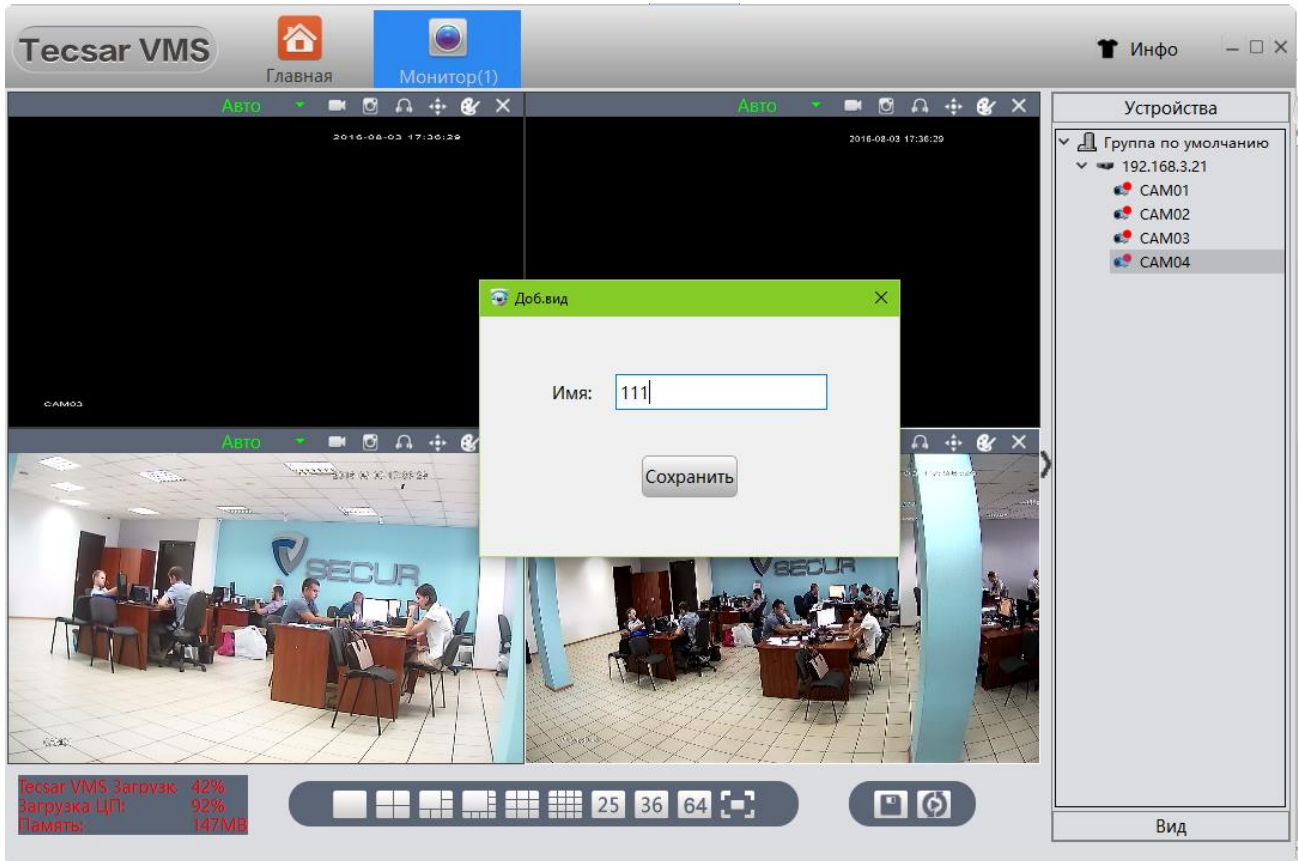 Tecsar VMS
Главная
Монитор(1)
Инфо
Авто
Авто
2016-08-03 17:36:29
2016-08-03 17:36:29
CAM03
Устройства
Группа по умолчанию
192.168.3.21
CAM01
CAM02
CAM03
CAM04
Доб.вид
Имя: 111
Сохранить
Авто
SECUR
SECUR
Tecsar VMS Загрузк 42%
Загрузка ЦП: 92%
Память: 147MB
25 36 64
Вид